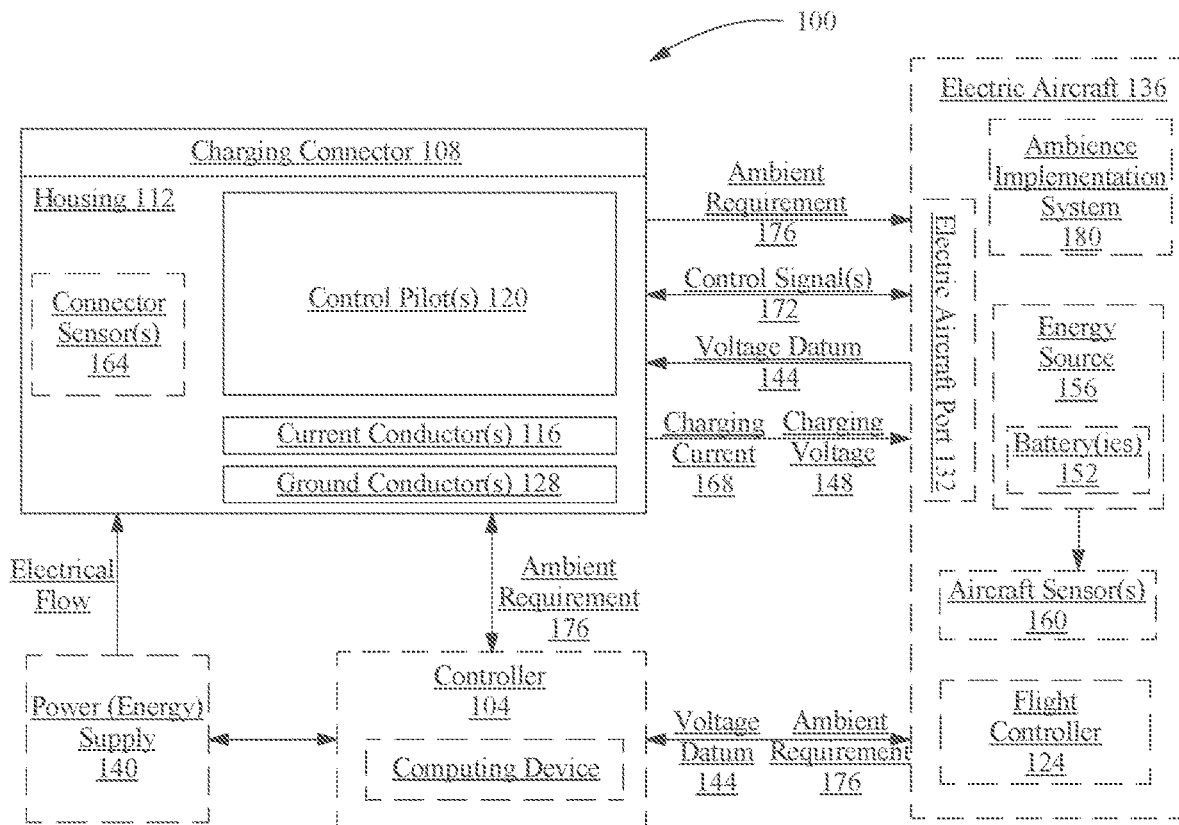 100
Electric Aircraft 136
Charging Connector 108
Ambience
Implementation
System
180
Housing 112
Ambient
Requirement
176
Electric Aircraft Port 132
Connector
Sensor(s)
164
Control Pilot(s) 120
Control Signal(s)
172
Energy
Source
156
Voltage Datum
144
Current Conductor(s) 116
Charging
Current
168
Charging
Voltage
148
Battery(ies)
152
Ground Conductor(s) 128
Electrical
Flow
Ambient
Requirement
176
Aircraft Sensor(s)
160
Power (Energy)
Supply
140
Controller
104
Computing Device
Voltage
Datum
144
Ambient
Requirement
176
Flight
Controller
124